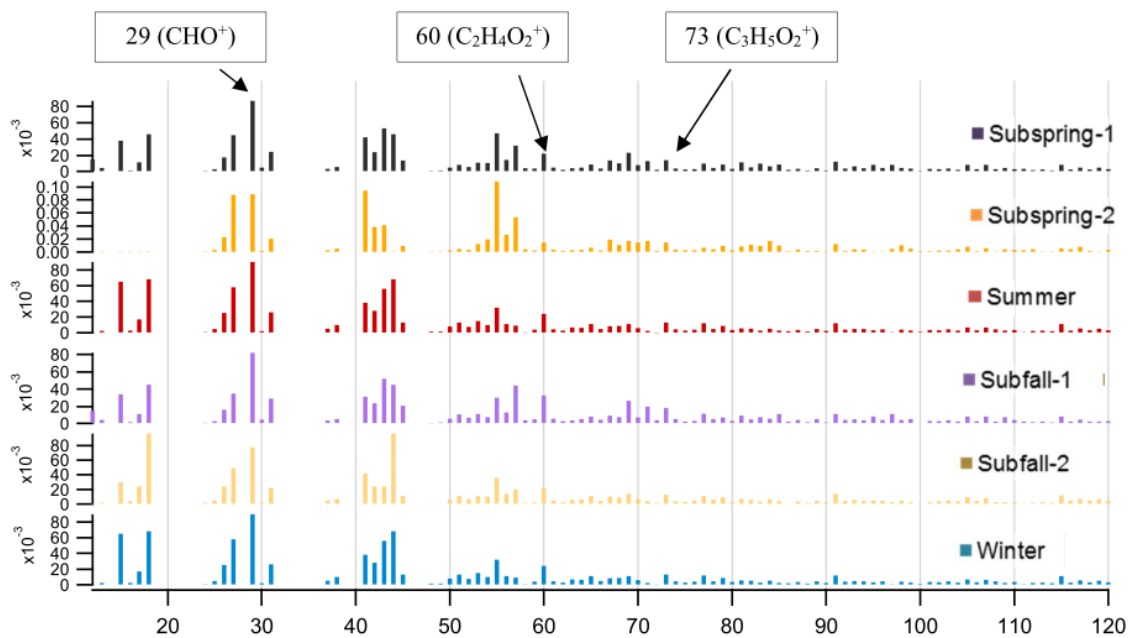 29 (CHO⁺)
60 (C₂H₄O₂⁺)
73 (C₃H₅O₂⁺)
80
60
40
20
0
x10⁻³
Subspring-1
0.10
0.08
0.06
0.04
0.02
0.00
Subspring-2
80
60
40
20
0
x10⁻³
Summer
80
60
40
20
0
x10⁻³
Subfall-1
80
60
40
20
0
x10⁻³
Subfall-2
80
60
40
20
0
x10⁻³
Winter
20 30 40 50 60 70 80 90 100 110 120